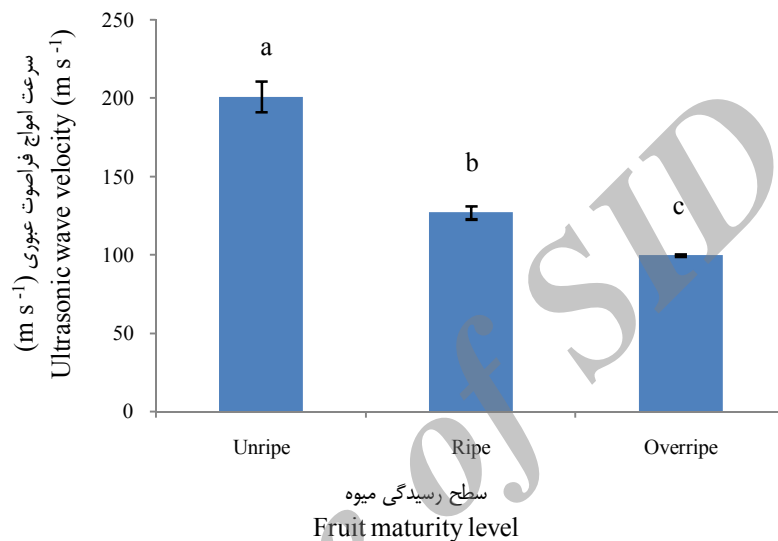 سرعت امواج فراصوت عبوری (m s -1)
Ultrasonic wave velocity (m s -1)
250
200
150
100
50
0
a
b
c
Unripe Ripe Overripe
سطح رسیدگی میوه
Fruit maturity level
of SID